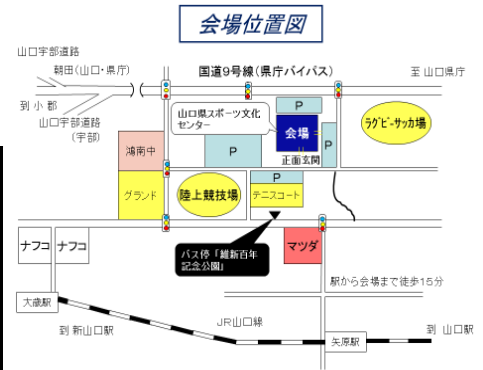 会場位置図
山口宇部道路
朝田(山口・県庁)
国道9号線(県庁バイパス)
至 山口県庁
到 小郡
山口宇部道路
(宇部)
山口県スポーツ文化
センター
P
会場
P
正面玄関
ラグビーサッカ場
鴻南中
P
グランド
陸上競技場
P
テニスコート
ナフコ
ナフコ
バス停「維新百年
記念公園」
マツダ
駅から会場まで徒歩15分
大歳駅
到 新山口駅
JR山口線
矢原駅
到 山口駅